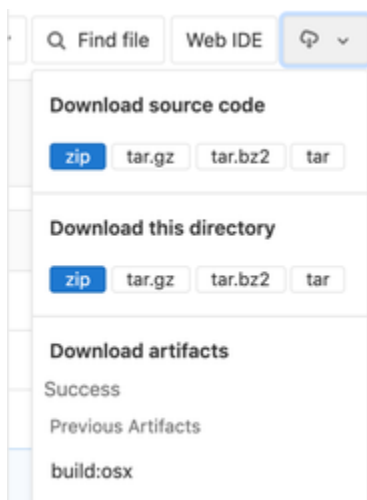 Find file Web IDE
Download source code
zip tar.gz tar.bz2 tar
Download this directory
zip tar.gz tar.bz2 tar
Download artifacts
Success
Previous Artifacts
build:osx